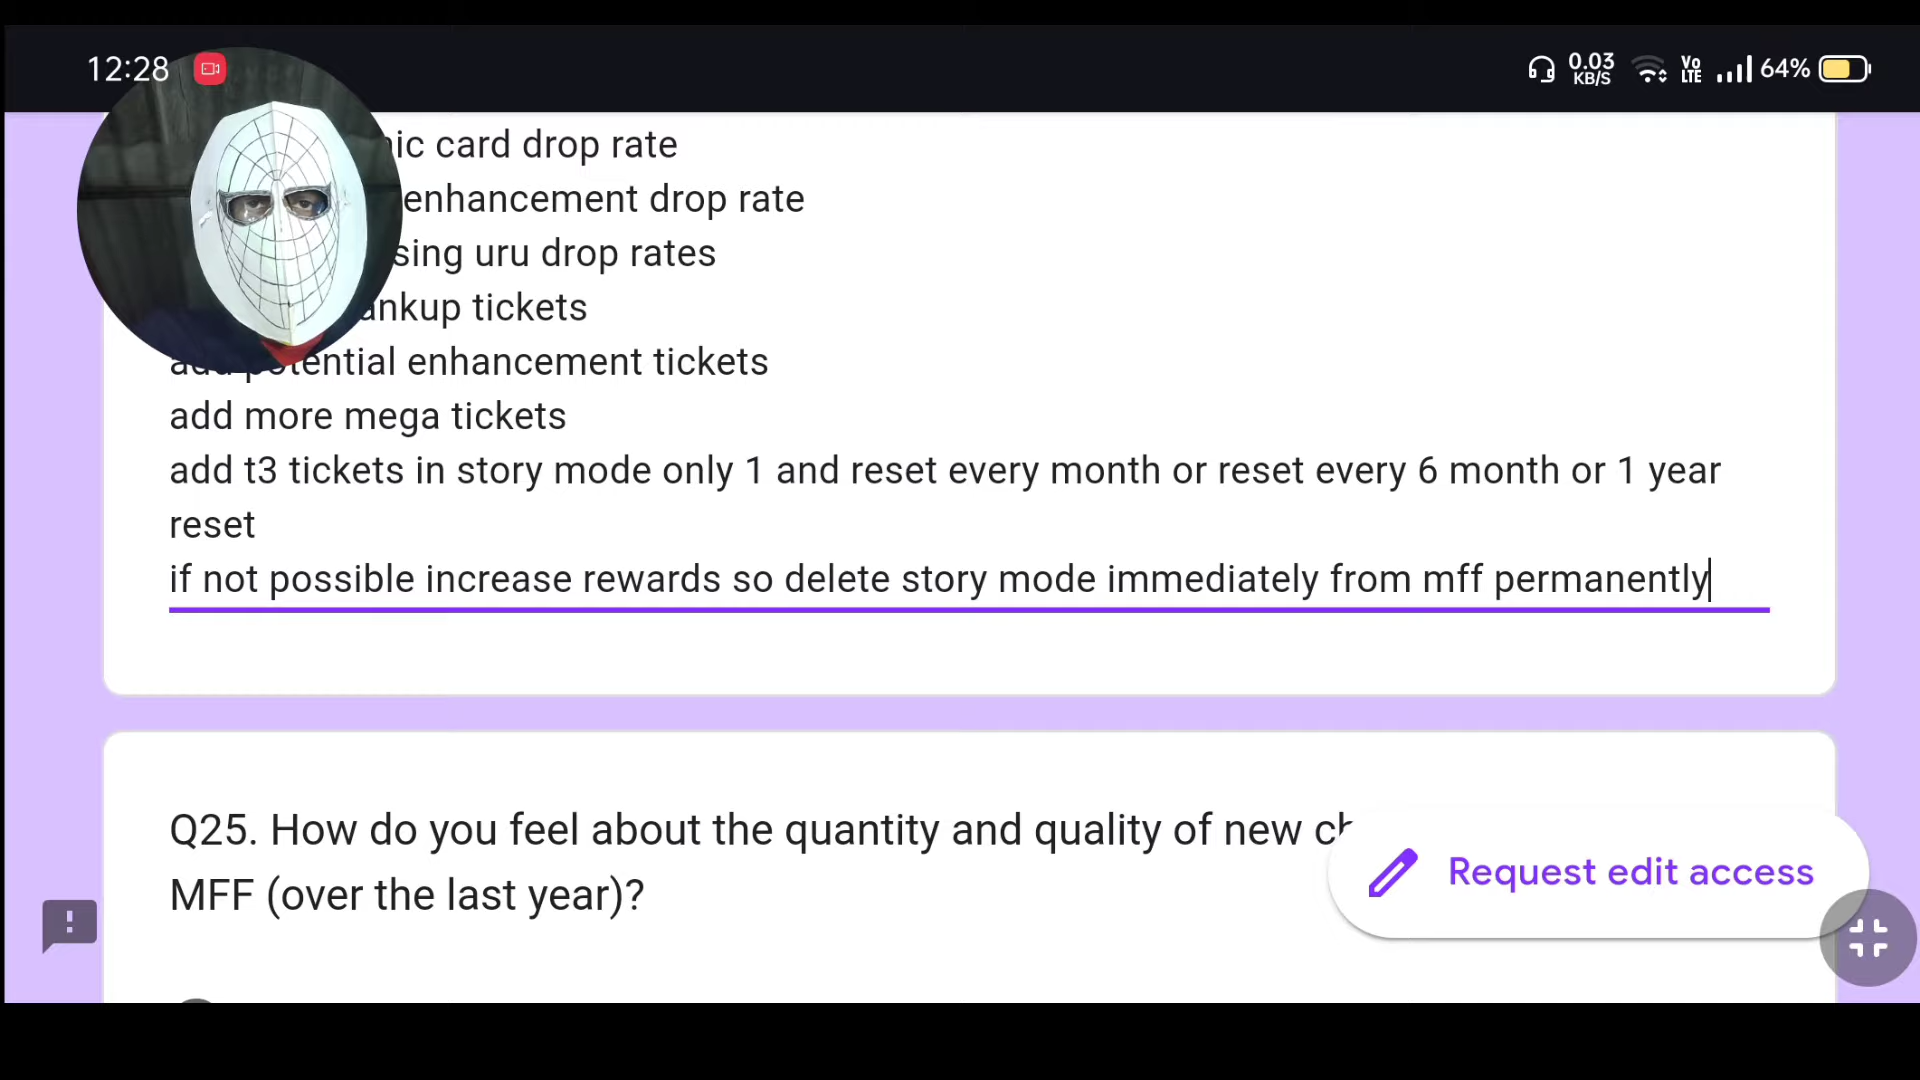 12:28
0.03 KB/S
Vo LTE
64%
card drop rate
enhancement drop rate
uru drop rates
tickets
add potential enhancement tickets
add more mega tickets
add t3 tickets in story mode only 1 and reset every month or reset every 6 month or 1 year
reset
if not possible increase rewards so delete story mode immediately from mff permanently
Q25. How do you feel about the quantity and quality of new
MFF (over the last year)?
Request edit access